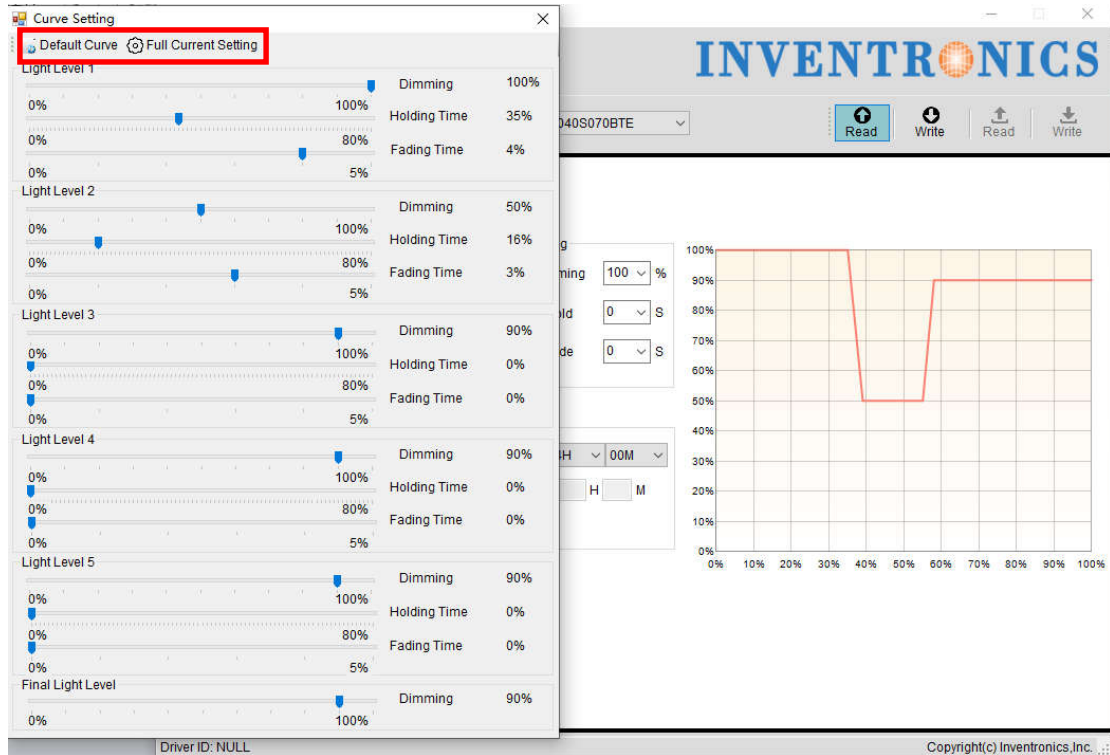 Curve Setting
Default Curve Full Current Setting
Light Level 1
Dimming 100%
0% 100%
Holding Time 35%
0% 80%
Fading Time 4%
0% 5%
Light Level 2
Dimming 50%
0% 100%
Holding Time 16%
0% 80%
Fading Time 3%
0% 5%
Light Level 3
Dimming 90%
0% 100%
Holding Time 0%
0% 80%
Fading Time 0%
0% 5%
Light Level 4
Dimming 90%
0% 100%
Holding Time 0%
0% 80%
Fading Time 0%
0% 5%
Light Level 5
Dimming 90%
0% 100%
Holding Time 0%
0% 80%
Fading Time 0%
0% 5%
Final Light Level
Dimming 90%
0% 100%
INVENTRONICS
040S070BTE
Read Write Read Write
g
ming 100 %
old 0 S
de 0 S
4H 00M
H M
100%
90%
80%
70%
60%
50%
40%
30%
20%
10%
0%
0% 10% 20% 30% 40% 50% 60% 70% 80% 90% 100%
Driver ID: NULL Copyright(c) Inventronics,Inc.